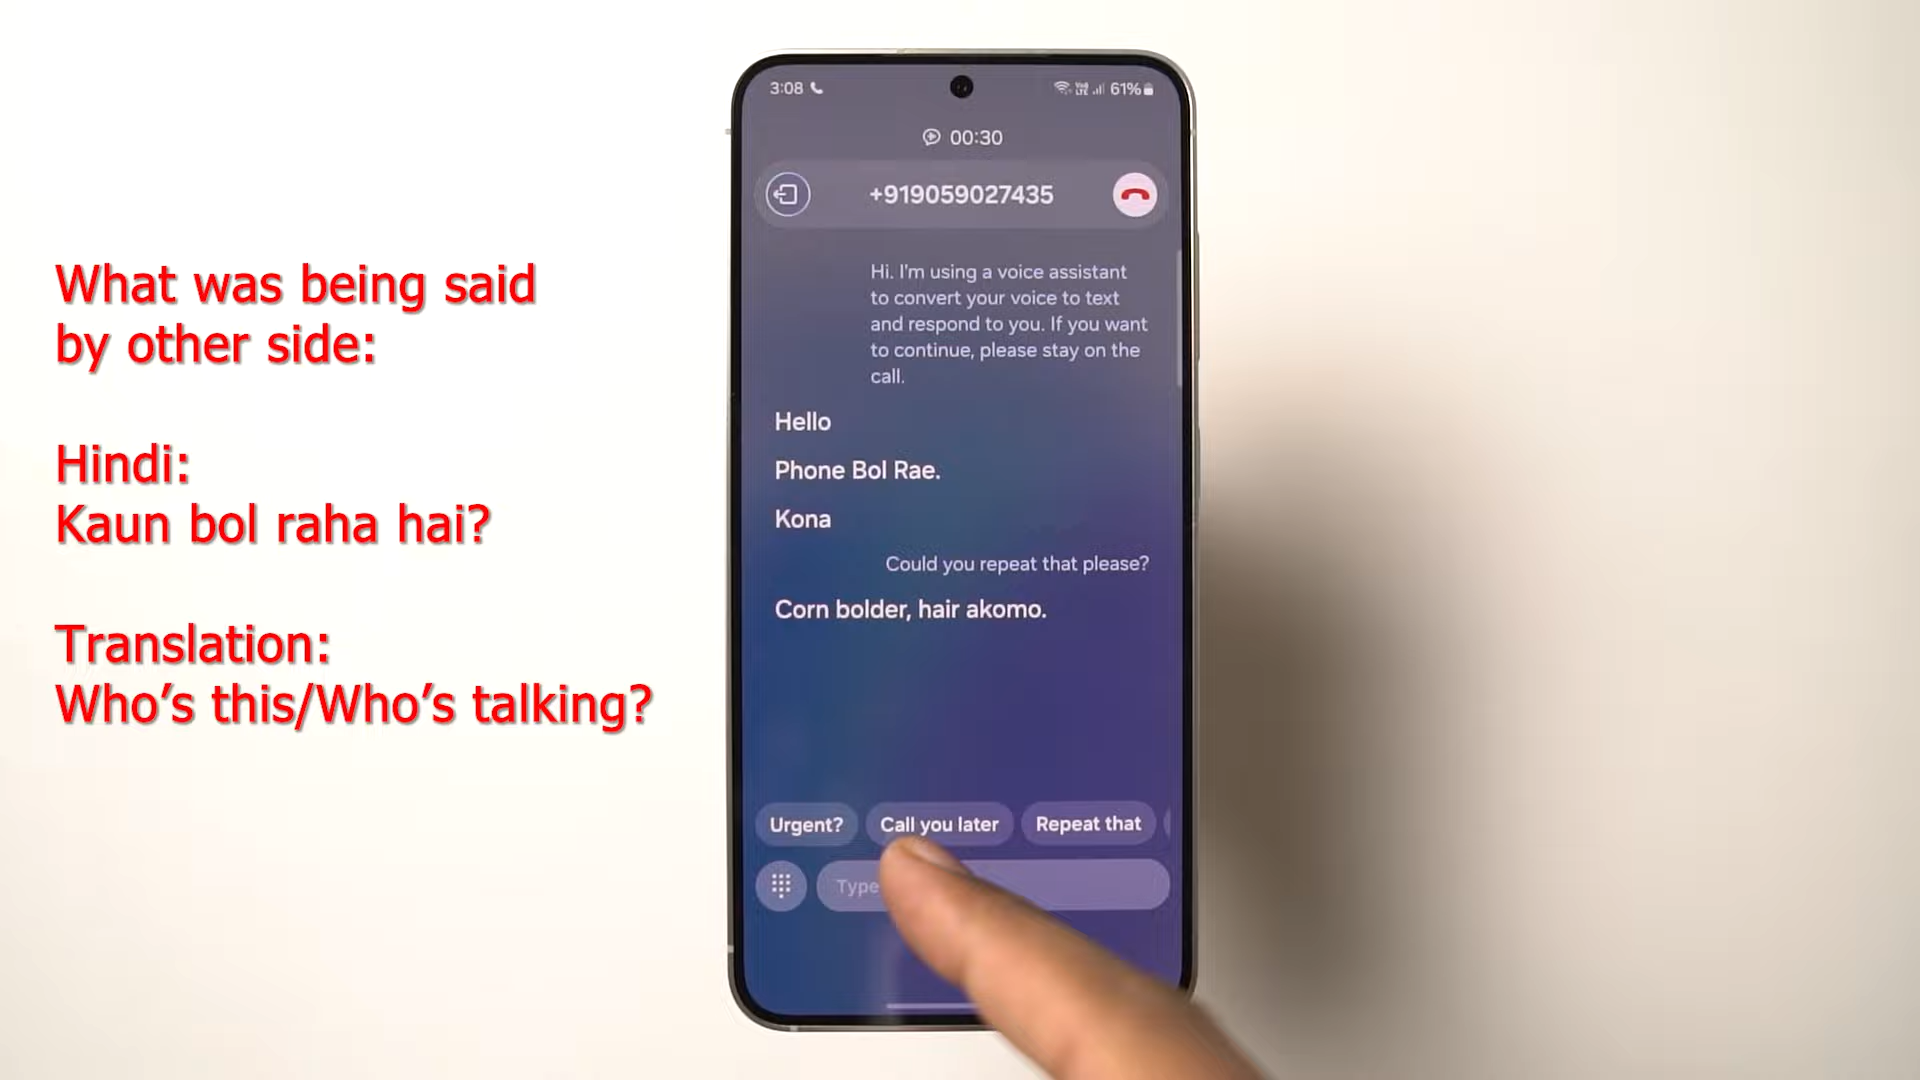 What was being said
by other side:
Hindi:
Kaun bol raha hai?
Translation:
Who's this/Who's talking?
3:08
61%
00:30
+919059027435
Hi. I'm using a voice assistant
to convert your voice to text
and respond to you. If you want
to continue, please stay on the
call.
Hello
Phone Bol Rae.
Kona
Could you repeat that please?
Corn bolder, hair akomo.
Urgent?
Call you later
Repeat that
Type